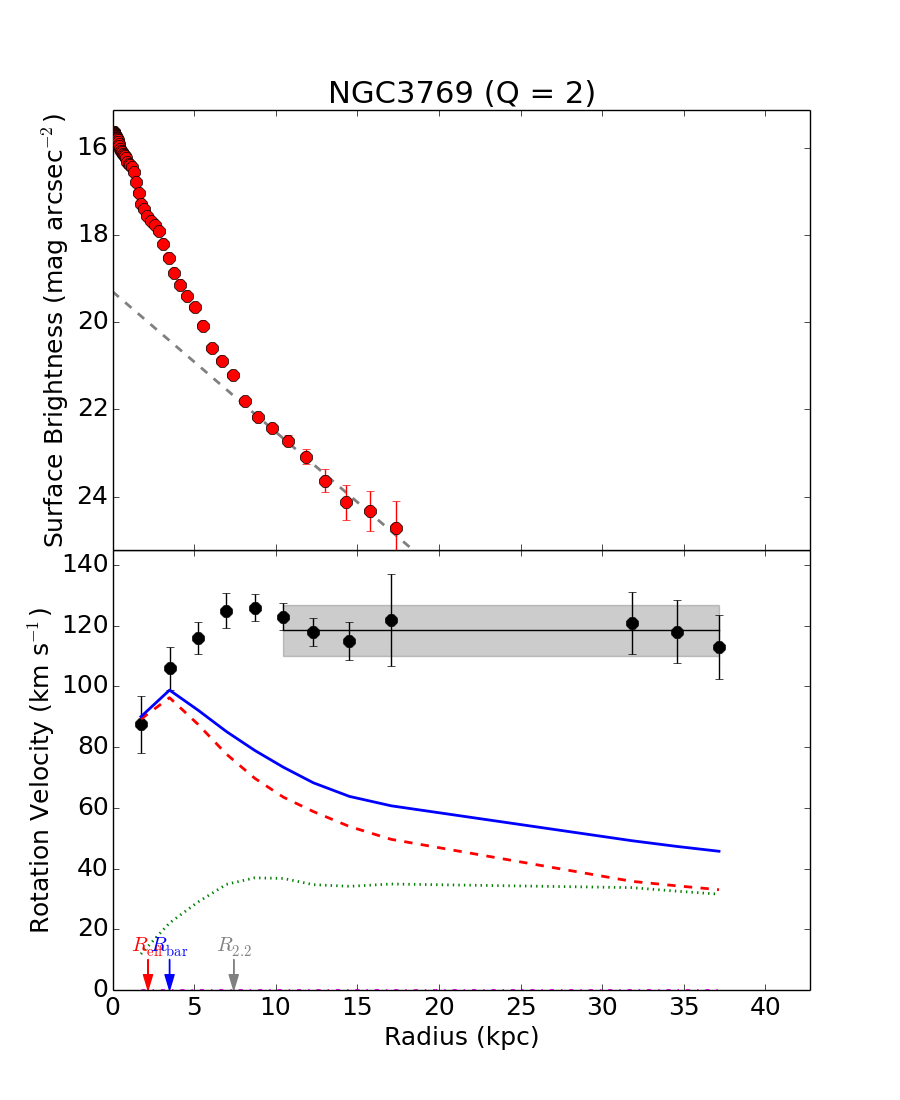 NGC3769 (Q = 2)
Surface Brightness (mag arcsec⁻²)
16
18
20
22
24
Rotation Velocity (km s⁻¹)
140
120
100
80
60
40
20
0
R_eff R_bar R_2.2
0 5 10 15 20 25 30 35 40
Radius (kpc)